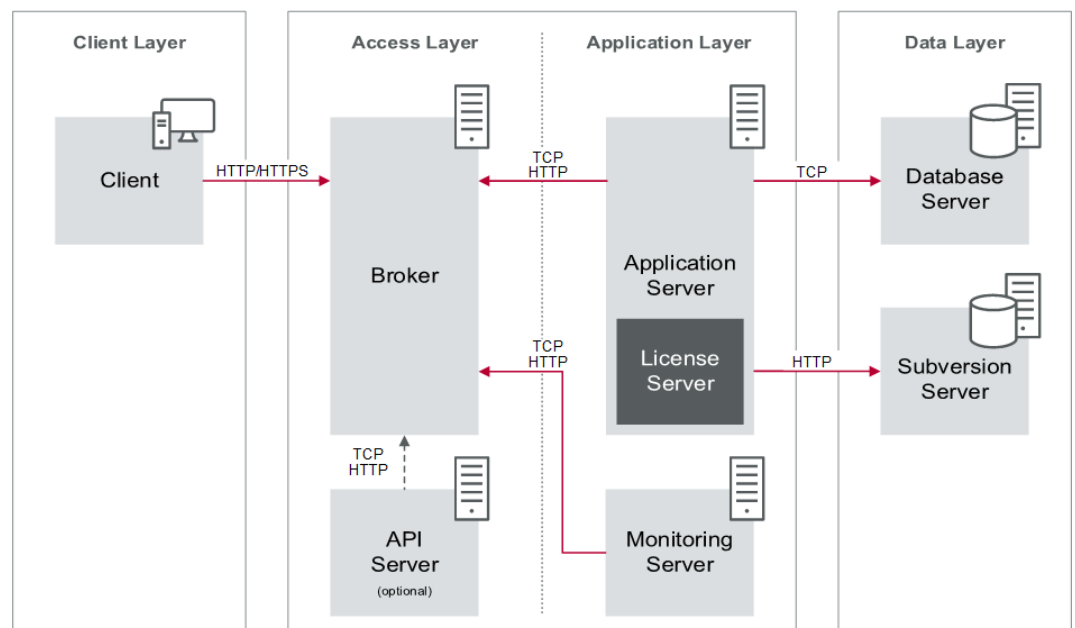 Client Layer
Access Layer
Application Layer
Data Layer
Client
HTTP/HTTPS
Broker
TCP
HTTP
Application
Server
TCP
Database
Server
TCP
HTTP
License
Server
HTTP
Subversion
Server
TCP
HTTP
API
Server
(optional)
Monitoring
Server